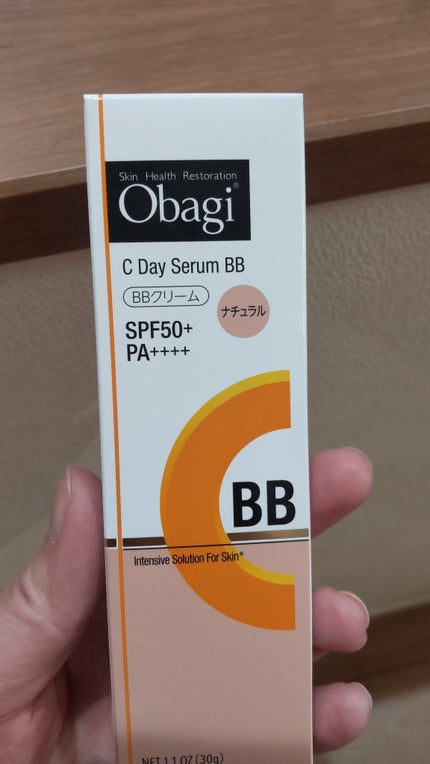 Skin Health Restoration
Obagi®
C Day Serum BB
BBクリーム
ナチュラル
SPF50+
PA++++
BB
Intensive Solution For Skin®
NET 1.1 OZ (30g)